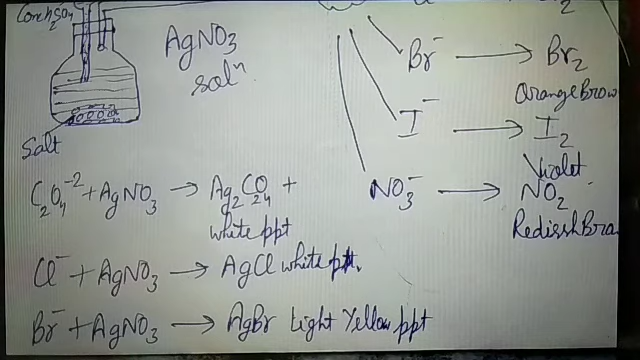 Conc H2SO4
AgNO3
solⁿ
Salt
Br⁻ → Br2
Orange Brow
I⁻ → I2
Violet
NO3⁻ → NO2
Redissh Bro
C2O4⁻² + AgNO3 → Ag2C2O4 +
white ppt
Cl⁻ + AgNO3 → AgCl white ppt.
Br⁻ + AgNO3 → AgBr Light Yellow ppt